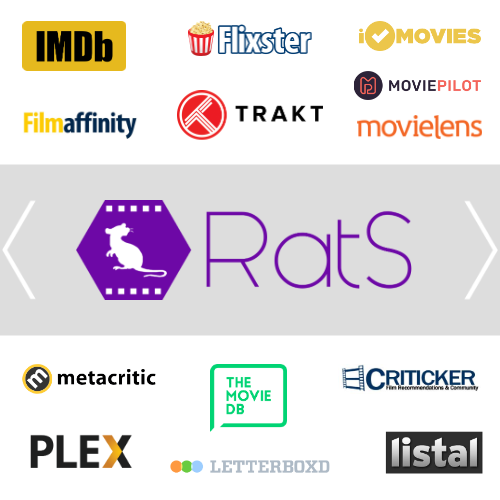 IMDb
Flixster
iMOVIES
MOVIEPILOT
Filmaffinity
TRAKT
movielens
RatS
metacritic
THE
MOVIE
DB
CRITICKER
Film Recommendations & Community
PLEX
LETTERBOXD
listal